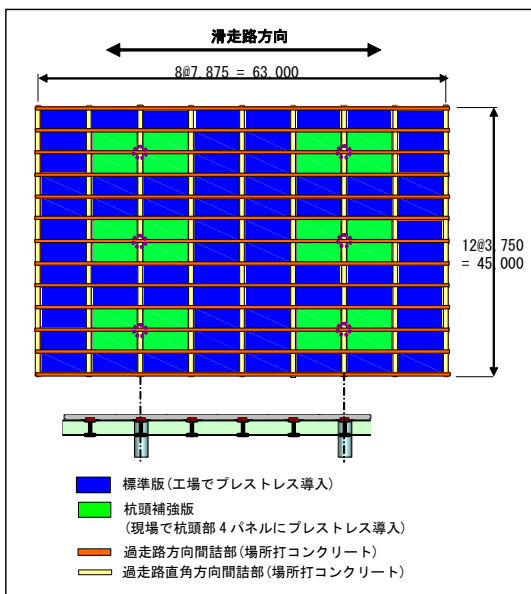 滑走路方向
8@7.875 = 63.000
12@3.750
= 45.000
標準版(工場でプレストレス導入)
杭頭補強版
(現場で杭頭部4パネルにプレストレス導入)
過走路方向間詰部(場所打コンクリート)
過走路直角方向間詰部(場所打コンクリート)